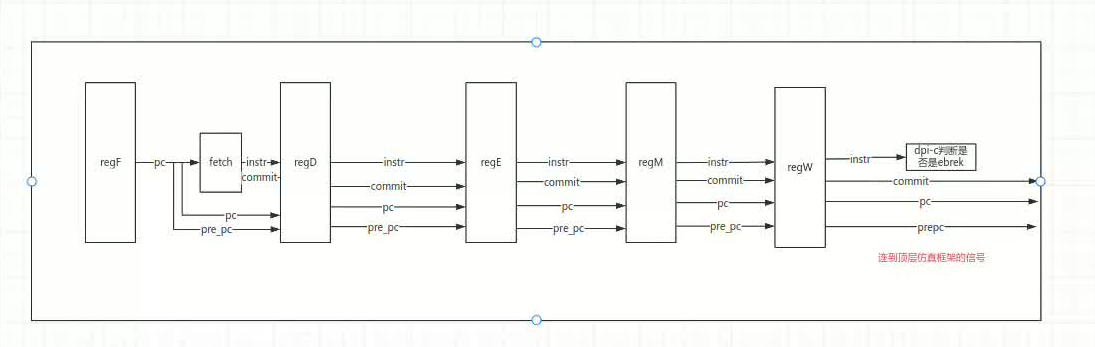 regF
pc
fetch
instr
commit
pc
pre_pc
regD
instr
commit
pc
pre_pc
regE
instr
commit
pc
pre_pc
regM
instr
commit
pc
pre_pc
regW
instr
dpi-c判断是
否是ebrek
commit
pc
prepc
连到顶层仿真框架的信号